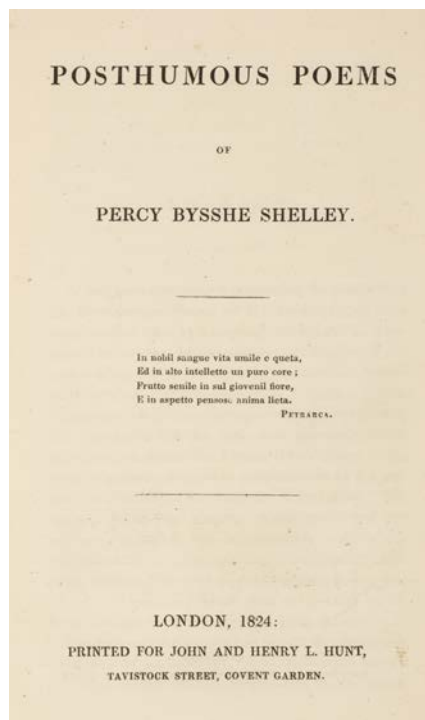 POSTHUMOUS POEMS
OF
PERCY BYSSHE SHELLEY.
In nobil sangue vita umile e queta,
Ed in alto intelletto un puro core ;
Frutto senile in sul giovenil fiore,
E in aspetto pensoso anima lieta.
PETRARCA.
LONDON, 1824:
PRINTED FOR JOHN AND HENRY L. HUNT,
TAVISTOCK STREET, COVENT GARDEN.